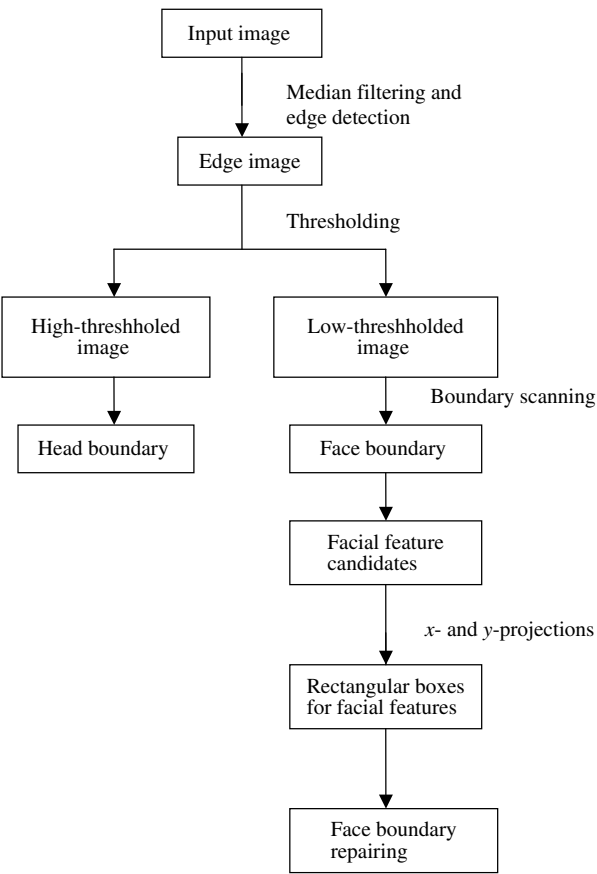 Input image
Median filtering and
edge detection
Edge image
Thresholding
High-threshholed
image
Low-threshholded
image
Boundary scanning
Head boundary
Face boundary
Facial feature
candidates
x- and y-projections
Rectangular boxes
for facial features
Face boundary
repairing